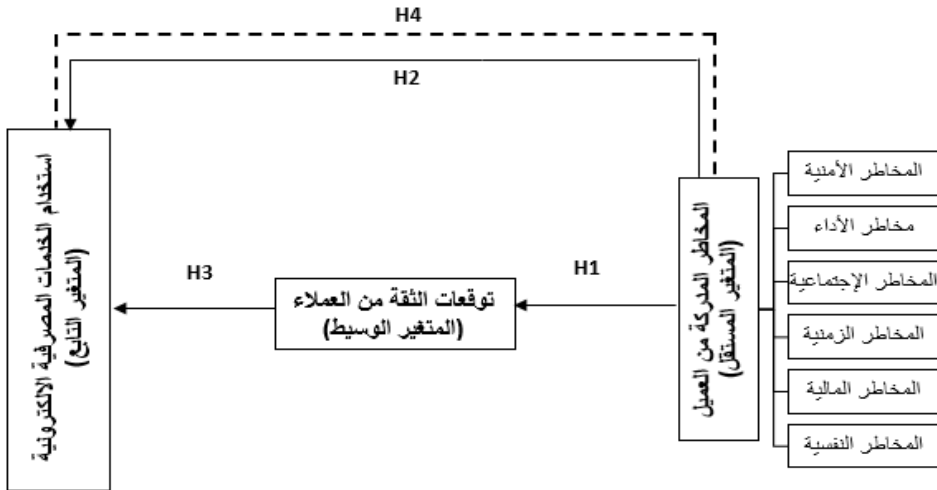 H4
H2
المخاطر الأمنية
مخاطر الأداء
المخاطر الإجتماعية
المخاطر الزمنية
المخاطر المالية
المخاطر النفسية
المخاطر المدركة من العميل
(المتغير المستقل)
H1
توقعات الثقة من العملاء
(المتغير الوسيط)
H3
استخدام الخدمات المصرفية الالكترونية
(المتغير التابع)